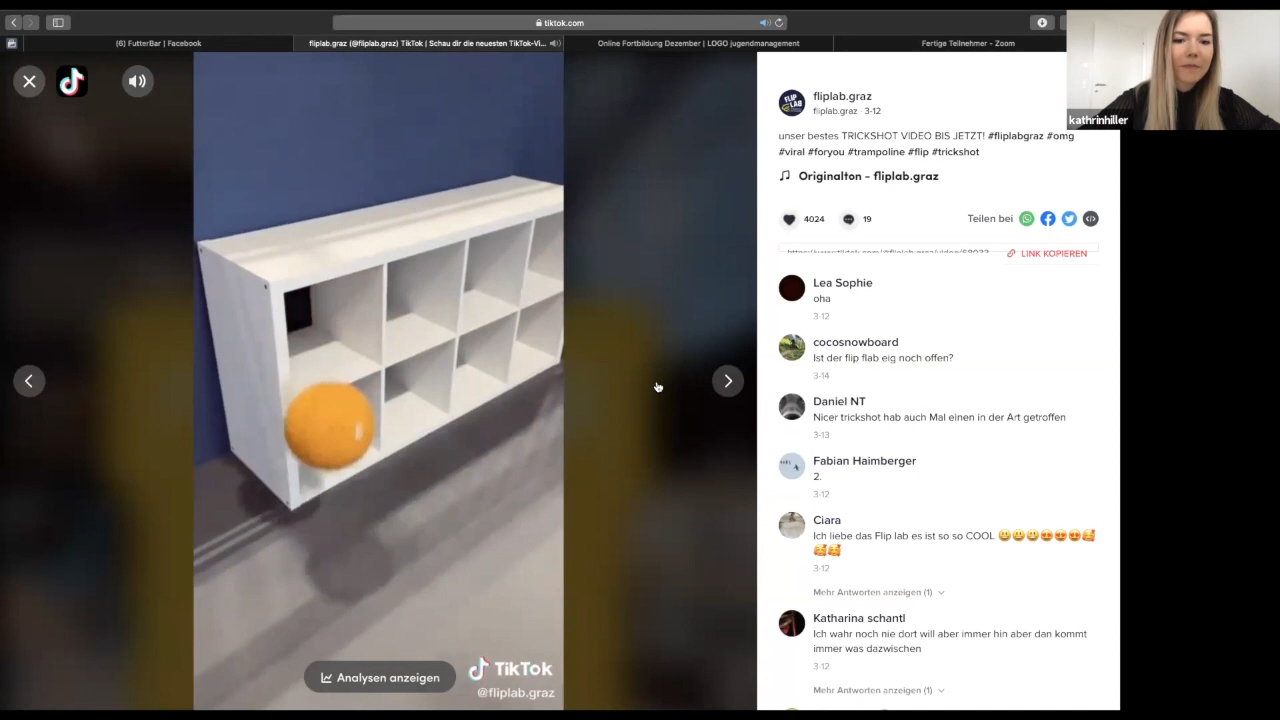 tiktok.com
(6) FutterBar | Facebook
fliplab.graz (@fliplab.graz) TikTok | Schau dir die neuesten TikTok-Vi...
Online Fortbildung Dezember | LOGO jugendmanagement
Fertige Teilnehmer - Zoom
kathrinhiller
FLIP
LAB
fliplab.graz
fliplab.graz · 3-12
unser bestes TRICKSHOT VIDEO BIS JETZT! #fliplabgraz #omg
#viral #foryou #trampoline #flip #trickshot
Originalton - fliplab.graz
4024
19
Teilen bei
LINK KOPIEREN
Lea Sophie
oha
3-12
cocosnowboard
Ist der flip flab eig noch offen?
3-14
Daniel NT
Nicer trickshot hab auch Mal einen in der Art getroffen
3-13
Fabian Haimberger
2.
3-12
Ciara
Ich liebe das Flip lab es ist so so COOL 😃😃😃😍😍😍🥰
🥰🥰
3-12
Mehr Antworten anzeigen (1)
Katharina schantl
Ich wahr noch nie dort will aber immer hin aber dan kommt
immer was dazwischen
3-12
Mehr Antworten anzeigen (1)
Analysen anzeigen
TikTok
@fliplab.graz